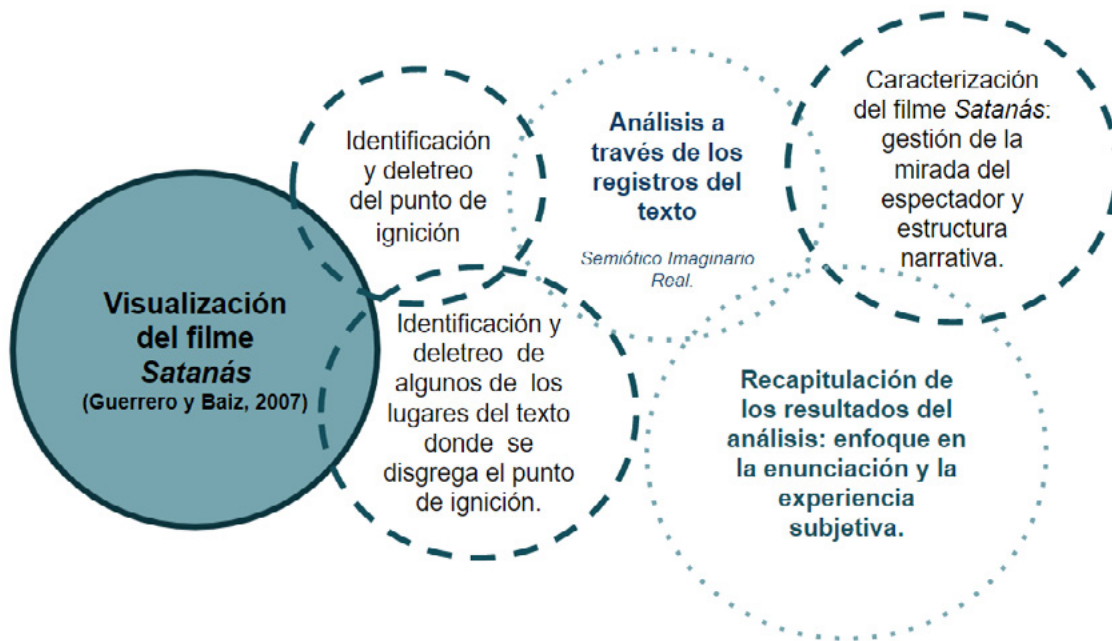 Visualización
del filme
Satanás
(Guerrero y Baiz, 2007)
Identificación
y deletreo
del punto de
ignición
Identificación y
deletreo de
algunos de los
lugares del texto
donde se
disgrega el punto
de ignición.
Análisis a
través de los
registros del
texto
Semiótico Imaginario
Real.
Caracterización
del filme Satanás:
gestión de la
mirada del
espectador y
estructura
narrativa.
Recapitulación de
los resultados del
análisis: enfoque en
la enunciación y la
experiencia
subjetiva.